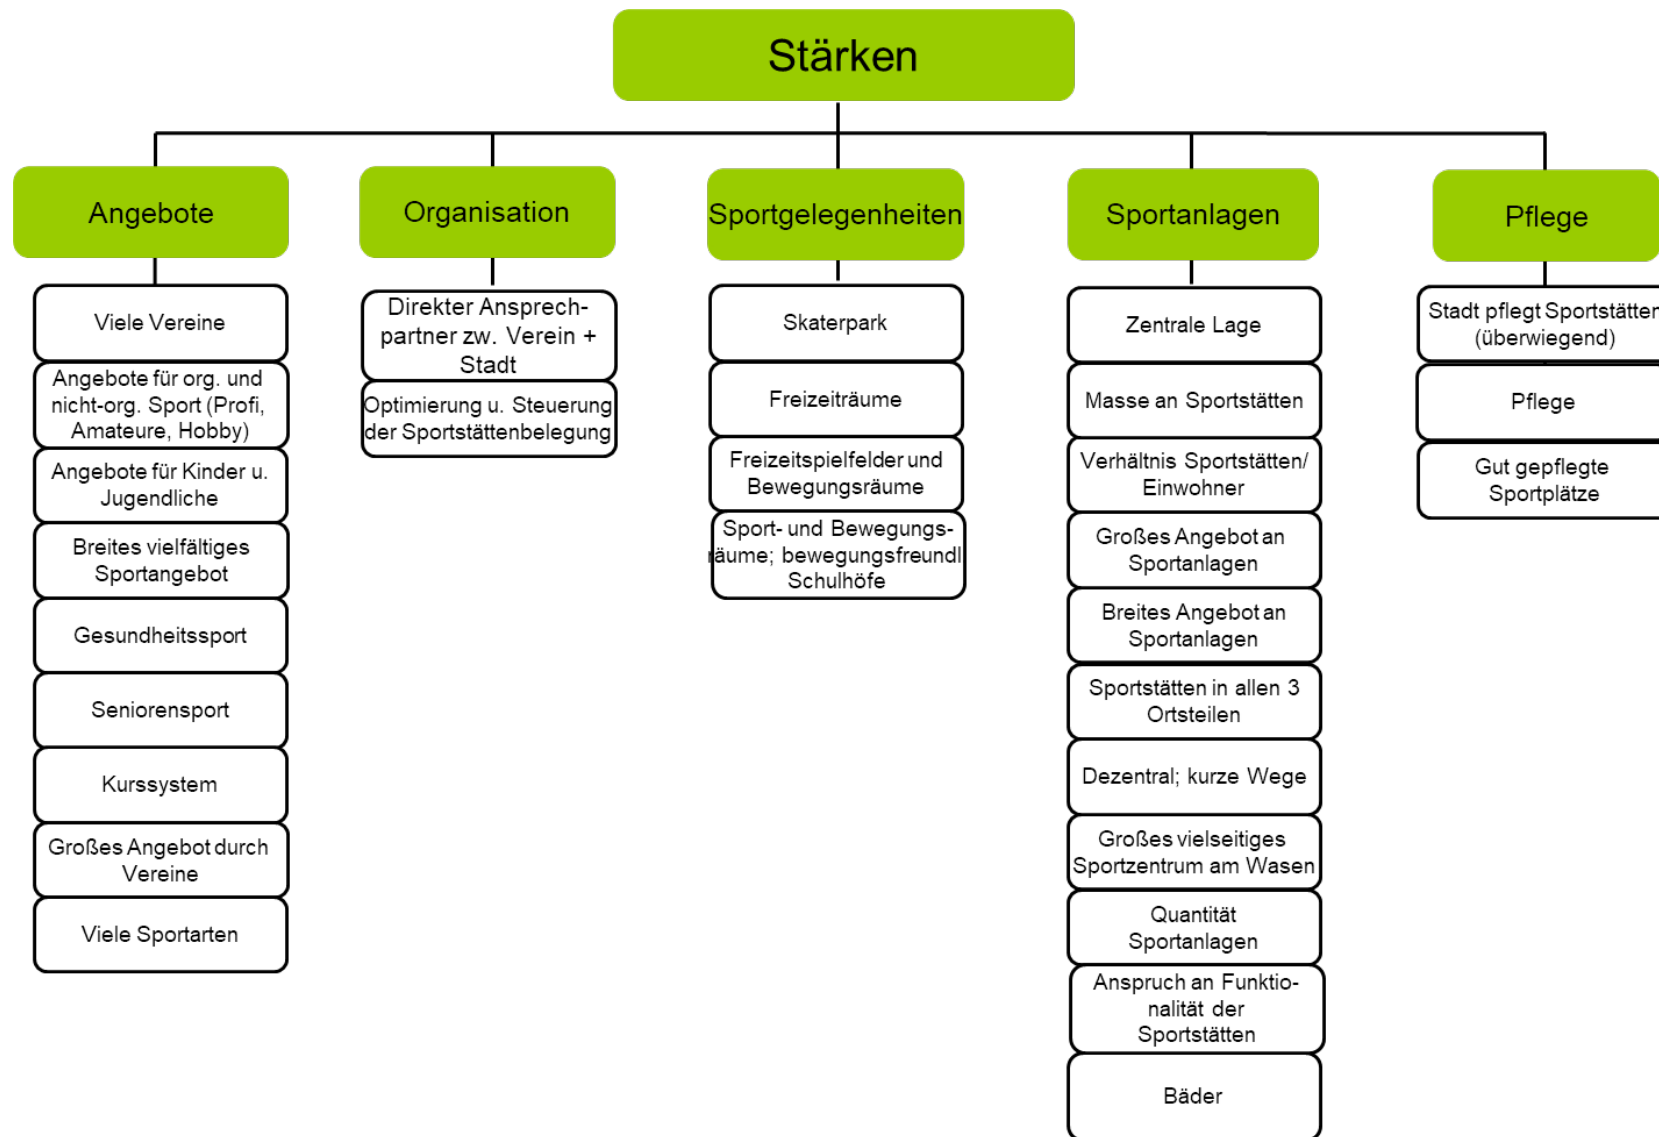 Stärken
Angebote
Viele Vereine
Angebote für org. und
nicht-org. Sport (Profi,
Amateure, Hobby)
Angebote für Kinder u.
Jugendliche
Breites vielfältiges
Sportangebot
Gesundheitssport
Seniorensport
Kurssystem
Großes Angebot durch
Vereine
Viele Sportarten
Organisation
Direkter Ansprech-
partner zw. Verein +
Stadt
Optimierung u. Steuerung
der Sportstättenbelegung
Sportgelegenheiten
Skaterpark
Freizeiträume
Freizeitspielfelder und
Bewegungsräume
Sport- und Bewegungs-
räume; bewegungsfreundl.
Schulhöfe
Sportanlagen
Zentrale Lage
Masse an Sportstätten
Verhältnis Sportstätten/
Einwohner
Großes Angebot an
Sportanlagen
Breites Angebot an
Sportanlagen
Sportstätten in allen 3
Ortsteilen
Dezentral; kurze Wege
Großes vielseitiges
Sportzentrum am Wasen
Quantität
Sportanlagen
Anspruch an Funktio-
nalität der
Sportstätten
Bäder
Pflege
Stadt pflegt Sportstätten
(überwiegend)
Pflege
Gut gepflegte
Sportplätze